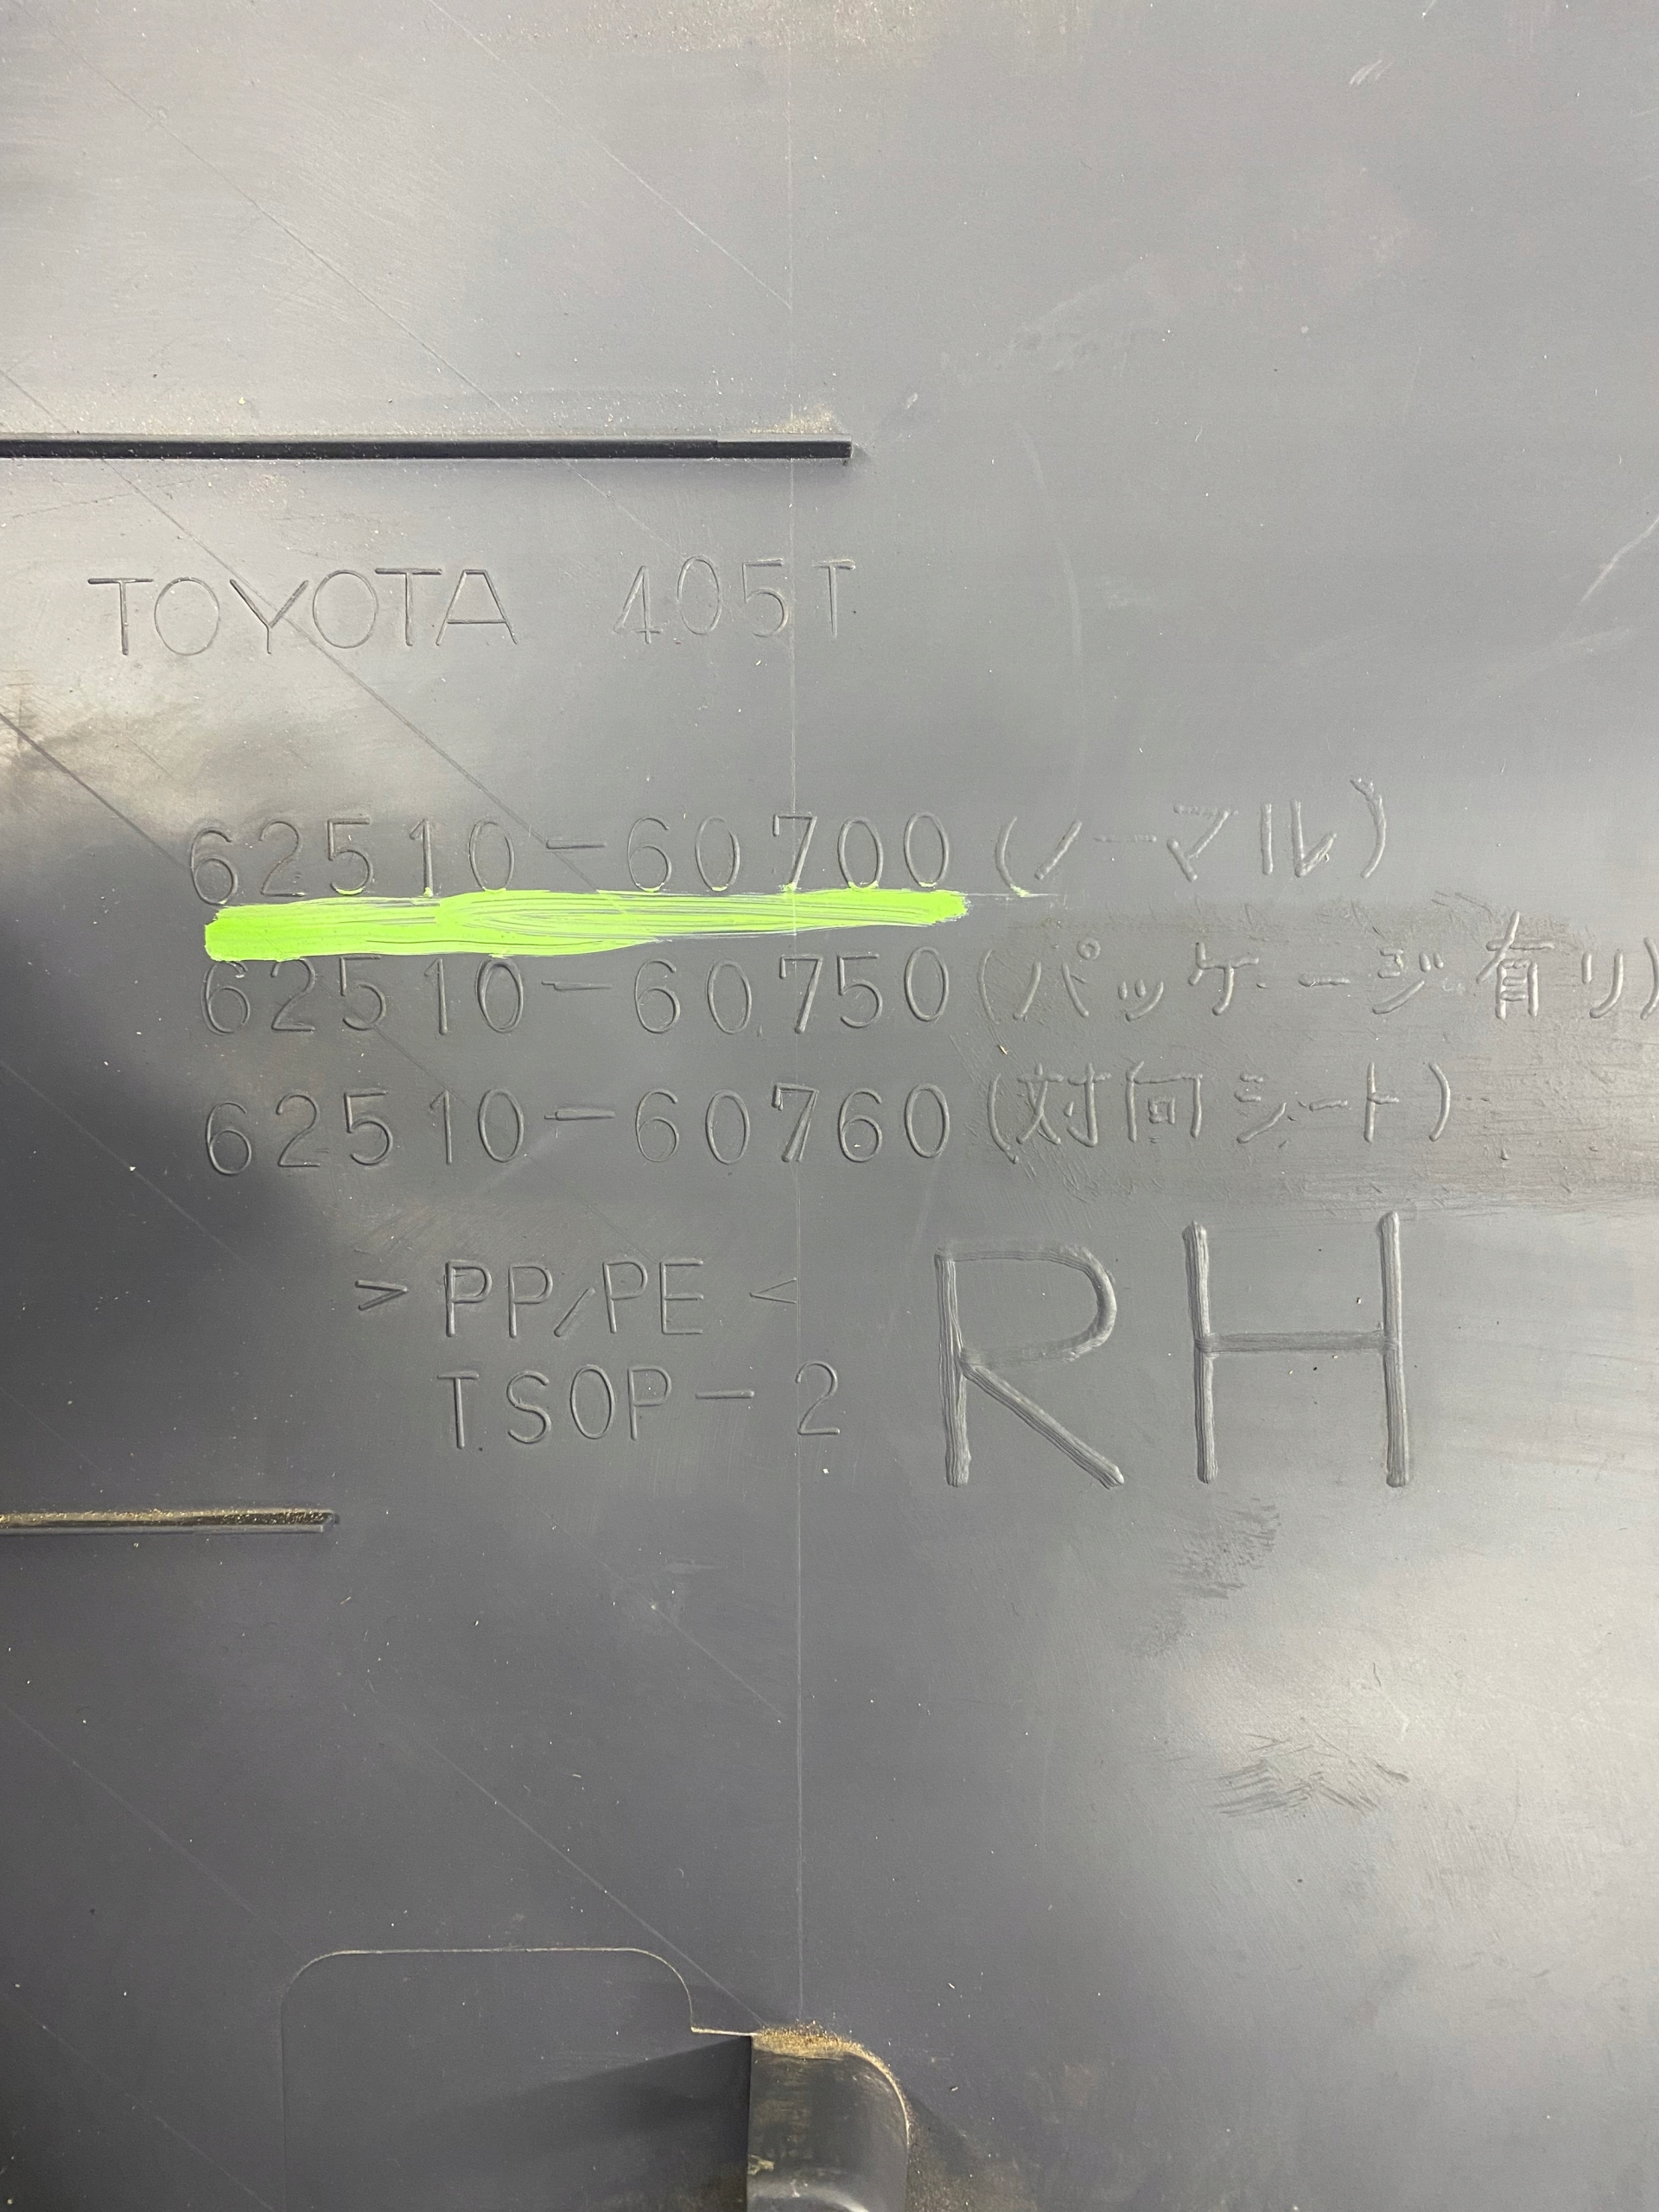 TOYOTA 405T
62510-60700(ノーマル)
62510-60750(パッケージ有リ)
62510-60760(対向シート)
>PP/PE<
TSOP-2
RH